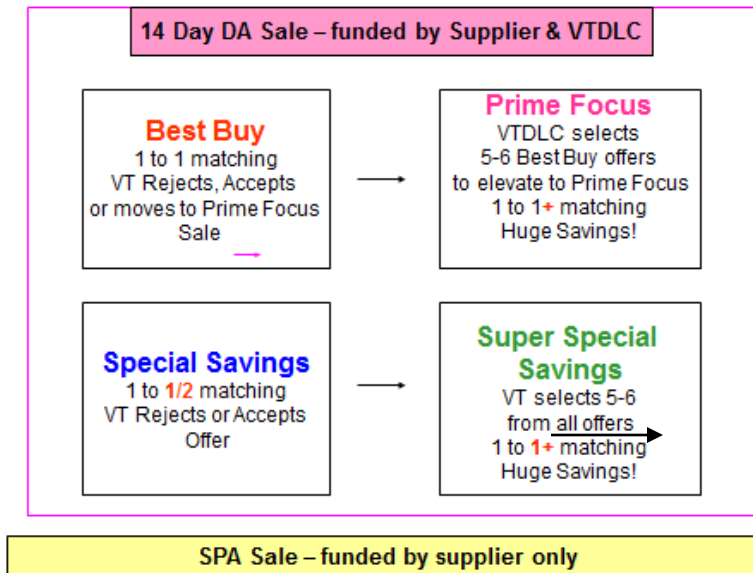 14 Day DA Sale – funded by Supplier & VTDLC
Best Buy
1 to 1 matching
VT Rejects, Accepts
or moves to Prime Focus
Sale
Prime Focus
VTDLC selects
5-6 Best Buy offers
to elevate to Prime Focus
1 to 1+ matching
Huge Savings!
Special Savings
1 to 1/2 matching
VT Rejects or Accepts
Offer
Super Special
Savings
VT selects 5-6
from all offers
1 to 1+ matching
Huge Savings!
SPA Sale – funded by supplier only